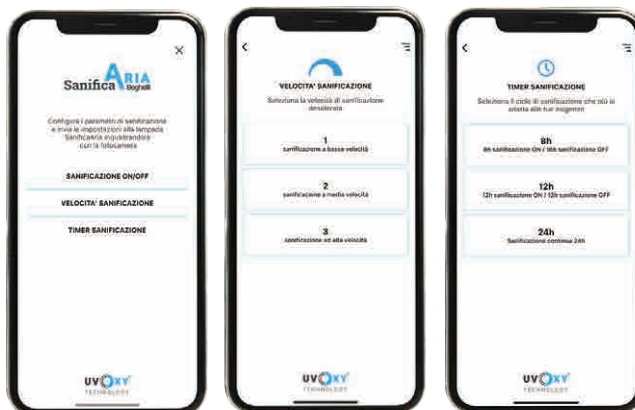 Sanifica ARIA
Beghelli
Configura i parametri di sanificazione
e invia le impostazioni alla lampada
SanificaAria inquadrandola
con la fotocamera
SANIFICAZIONE ON/OFF
VELOCITA' SANIFICAZIONE
TIMER SANIFICAZIONE
UVOXY
TECHNOLOGY
VELOCITA' SANIFICAZIONE
Seleziona la velocità di sanificazione
desiderata
1
sanificazione a bassa velocità
2
sanificazione a media velocità
3
sanificazione ad alta velocità
UVOXY
TECHNOLOGY
TIMER SANIFICAZIONE
Seleziona il ciclo di sanificazione che più si
adatta alle tue esigenze
8h
8h sanificazione ON / 16h sanificazione OFF
12h
12h sanificazione ON / 12h sanificazione OFF
24h
Sanificazione continua 24h
UVOXY
TECHNOLOGY